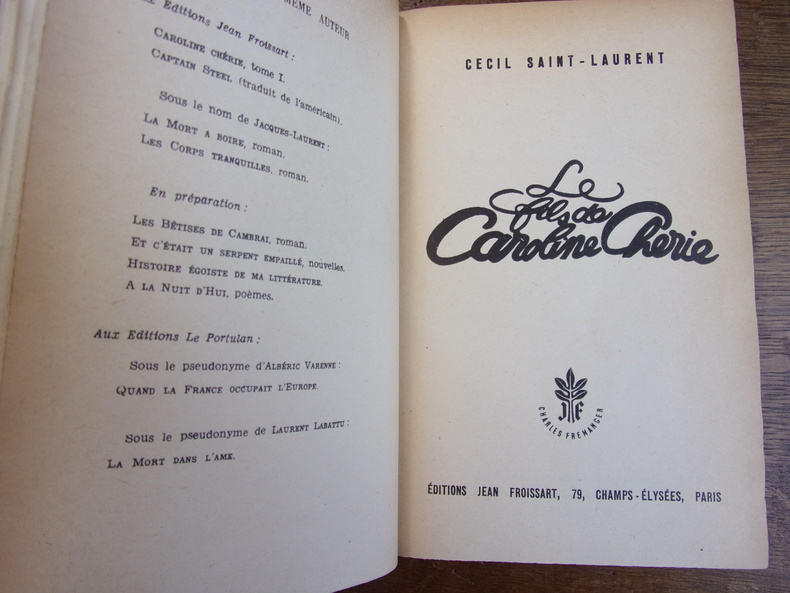 MÊME AUTEUR
Editions Jean Froissart :
CAROLINE CHÉRIE, tome I.
CAPTAIN STEEL (traduit de l'américain).
Sous le nom de JACQUES-LAURENT :
LA MORT A BOIRE, roman.
LES CORPS TRANQUILLES, roman.
En préparation :
LES BÊTISES DE CAMBRAI, roman.
ET C'ÉTAIT UN SERPENT EMPAILLÉ, nouvelles.
HISTOIRE ÉGOISTE DE MA LITTÉRATURE.
A LA NUIT D'HUI, poèmes.
Aux Editions Le Portulan :
Sous le pseudonyme d'ALBÉRIC VARENNE :
QUAND LA FRANCE OCCUPAIT L'EUROPE.
Sous le pseudonyme de LAURENT LABATTU :
LA MORT DANS L'AME.
CECIL SAINT-LAURENT
Le
fils de
Caroline Chérie
JF
CHARLES FREMANGER
ÉDITIONS JEAN FROISSART, 79, CHAMPS-ÉLYSÉES, PARIS